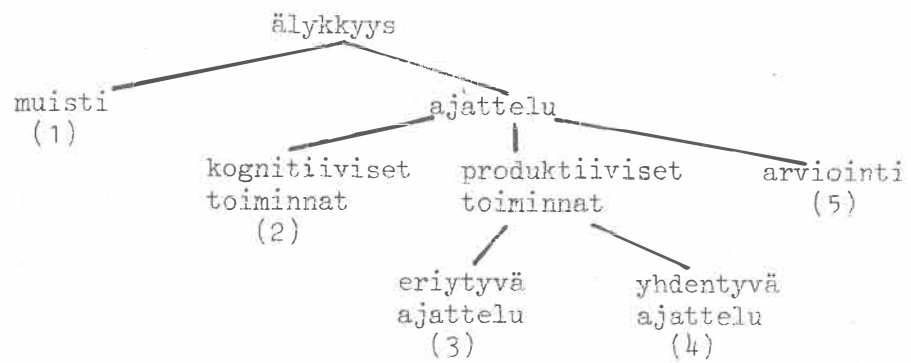 älykkyys
muisti
(1)
ajattelu
kognitiiviset
toiminnat
(2)
produktiiviset
toiminnat
arviointi
(5)
eriytyvä
ajattelu
(3)
yhdentyvä
ajattelu
(4)